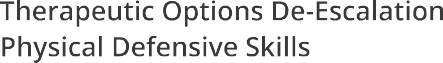 Therapeutic Options De-Escalation
Physical Defensive Skills